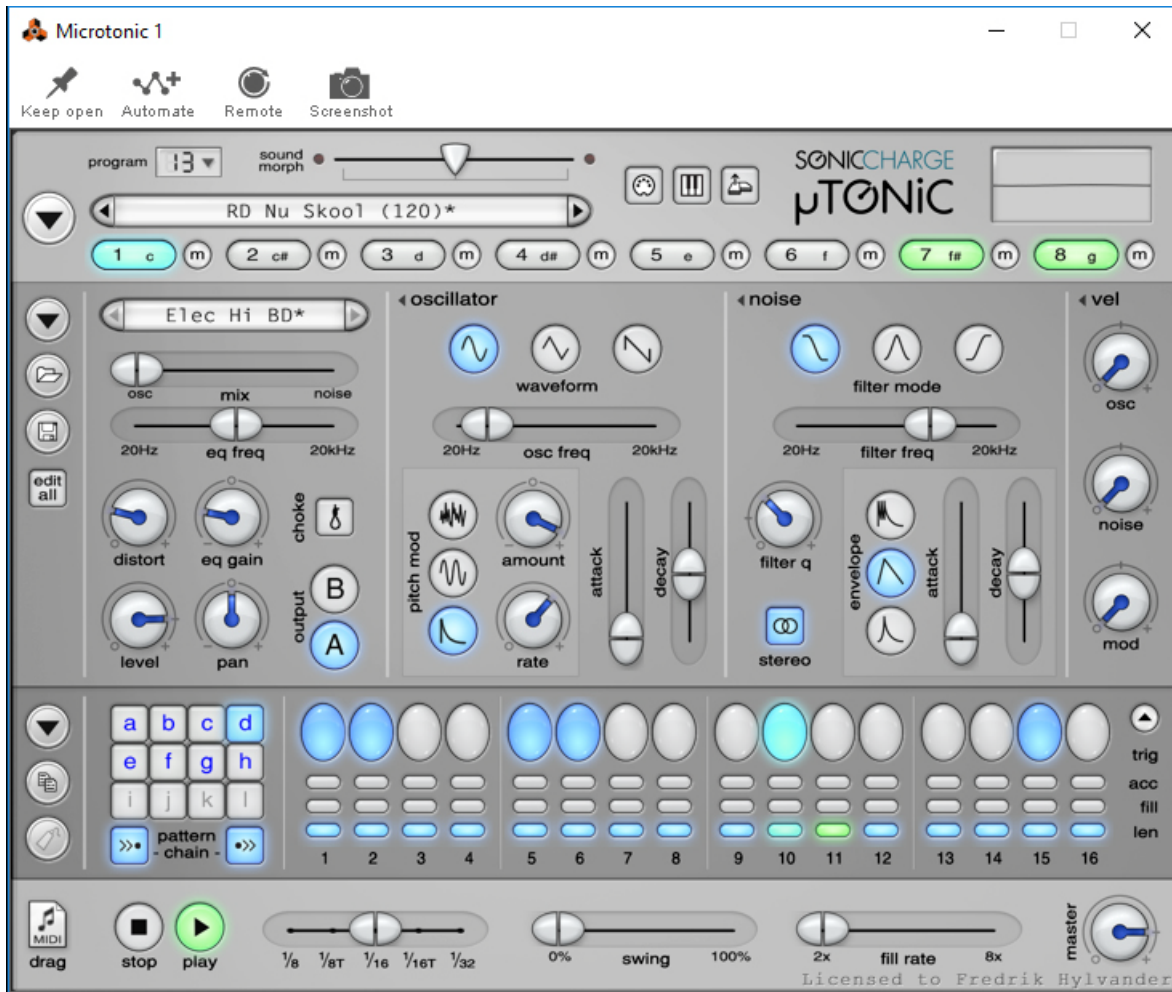 Microtonic 1
Keep open Automate Remote Screenshot
program 13 sound morph
SONICCHARGE
µTONIC
RD Nu Skool (120)*
1 c m 2 c# m 3 d m 4 d# m 5 e m 6 f m 7 f# m 8 g m
Elec Hi BD*
osc mix noise
20Hz eq freq 20kHz
edit all
distort eq gain
choke
output
B
A
level pan
oscillator
waveform
20Hz osc freq 20kHz
pitch mod
amount
rate
attack
decay
noise
filter mode
20Hz filter freq 20kHz
filter q
stereo
envelope
attack
decay
vel
osc
noise
mod
a b c d
e f g h
i j k l
pattern
- chain -
trig
acc
fill
len
1 2 3 4 5 6 7 8 9 10 11 12 13 14 15 16
MIDI
drag
stop play
1/8 1/8T 1/16 1/16T 1/32
0% swing 100%
2x fill rate 8x
master
Licensed to Fredrik Hylvander